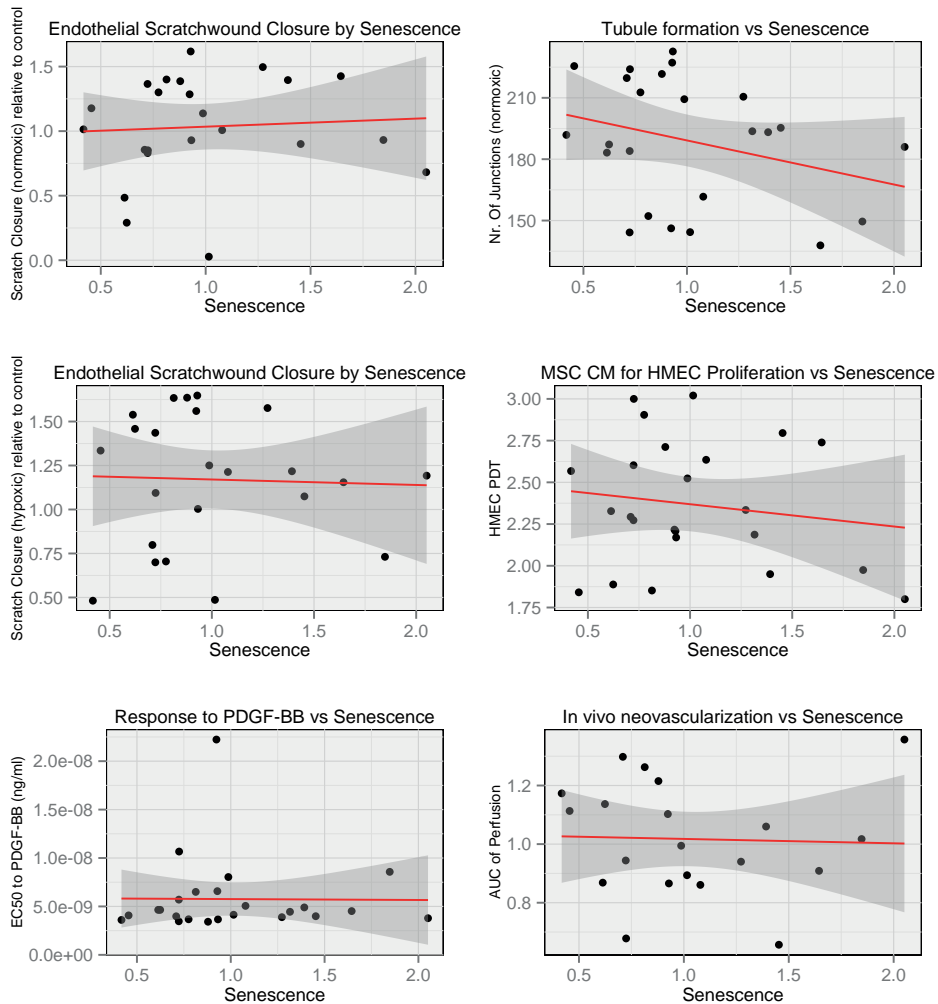 Endothelial Scratchwound Closure by Senescence
Scratch Closure (normoxic) relative to control
1.5
1.0
0.5
0.0
0.5 1.0 1.5 2.0
Senescence
Tubule formation vs Senescence
Nr. Of Junctions (normoxic)
210
180
150
0.5 1.0 1.5 2.0
Senescence
Endothelial Scratchwound Closure by Senescence
Scratch Closure (hypoxic) relative to control
1.50
1.25
1.00
0.75
0.50
0.5 1.0 1.5 2.0
Senescence
MSC CM for HMEC Proliferation vs Senescence
HMEC PDT
3.00
2.75
2.50
2.25
2.00
1.75
0.5 1.0 1.5 2.0
Senescence
Response to PDGF-BB vs Senescence
EC50 to PDGF-BB (ng/ml)
2.0e-08
1.5e-08
1.0e-08
5.0e-09
0.0e+00
0.5 1.0 1.5 2.0
Senescence
In vivo neovascularization vs Senescence
AUC of Perfusion
1.2
1.0
0.8
0.5 1.0 1.5 2.0
Senescence